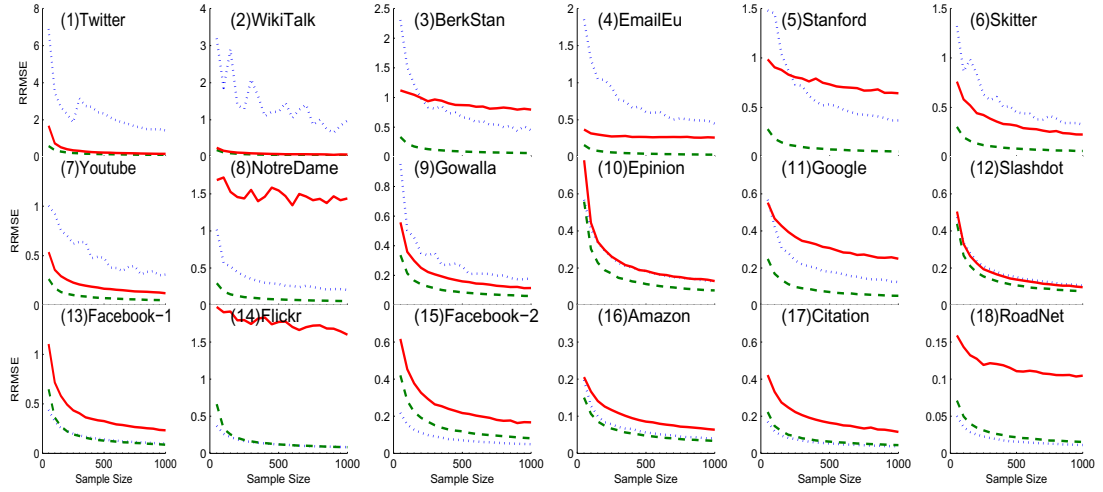 RRMSE
(1)Twitter
8
6
4
2
0
(2)WikiTalk
4
3
2
1
0
(3)BerkStan
2.5
2
1.5
1
0.5
0
(4)EmailEu
2
1.5
1
0.5
0
(5)Stanford
1.5
1
0.5
0
(6)Skitter
1.5
1
0.5
0
RRMSE
(7)Youtube
1
0.5
0
(8)NotreDame
1.5
1
0.5
0
(9)Gowalla
0.8
0.6
0.4
0.2
0
(10)Epinion
0.6
0.4
0.2
0
(11)Google
0.6
0.4
0.2
0
(12)Slashdot
0.6
0.4
0.2
0
RRMSE
(13)Facebook−1
1
0.5
0
0 500 1000
Sample Size
(14)Flickr
1.5
1
0.5
0
0 500 1000
Sample Size
(15)Facebook−2
0.6
0.4
0.2
0
0 500 1000
Sample Size
(16)Amazon
0.3
0.2
0.1
0
0 500 1000
Sample Size
(17)Citation
0.6
0.4
0.2
0
0 500 1000
Sample Size
(18)RoadNet
0.15
0.1
0.05
0
0 500 1000
Sample Size